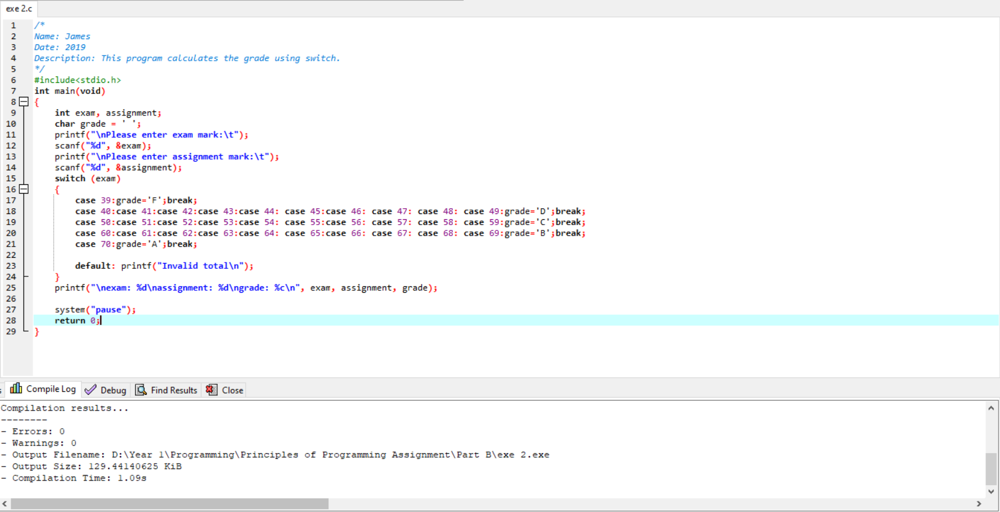 exe 2.c
1 /*
2 Name: James
3 Date: 2019
4 Description: This program calculates the grade using switch.
5 */
6 #include<stdio.h>
7 int main(void)
8 {
9 int exam, assignment;
10 char grade = ' ';
11 printf("\nPlease enter exam mark:\t");
12 scanf("%d", &exam);
13 printf("\nPlease enter assignment mark:\t");
14 scanf("%d", &assignment);
15 switch (exam)
16 {
17 case 39:grade='F';break;
18 case 40:case 41:case 42:case 43:case 44: case 45:case 46: case 47: case 48: case 49:grade='D';break;
19 case 50:case 51:case 52:case 53:case 54: case 55:case 56: case 57: case 58: case 59:grade='C';break;
20 case 60:case 61:case 62:case 63:case 64: case 65:case 66: case 67: case 68: case 69:grade='B';break;
21 case 70:grade='A';break;
22
23 default: printf("Invalid total\n");
24 }
25 printf("\nexam: %d\nassignment: %d\ngrade: %c\n", exam, assignment, grade);
26
27 system("pause");
28 return 0;
29 }
s Compile Log Debug Find Results Close
Compilation results...
--------
- Errors: 0
- Warnings: 0
- Output Filename: D:\Year 1\Programming\Principles of Programming Assignment\Part B\exe 2.exe
- Output Size: 129.44140625 KiB
- Compilation Time: 1.09s